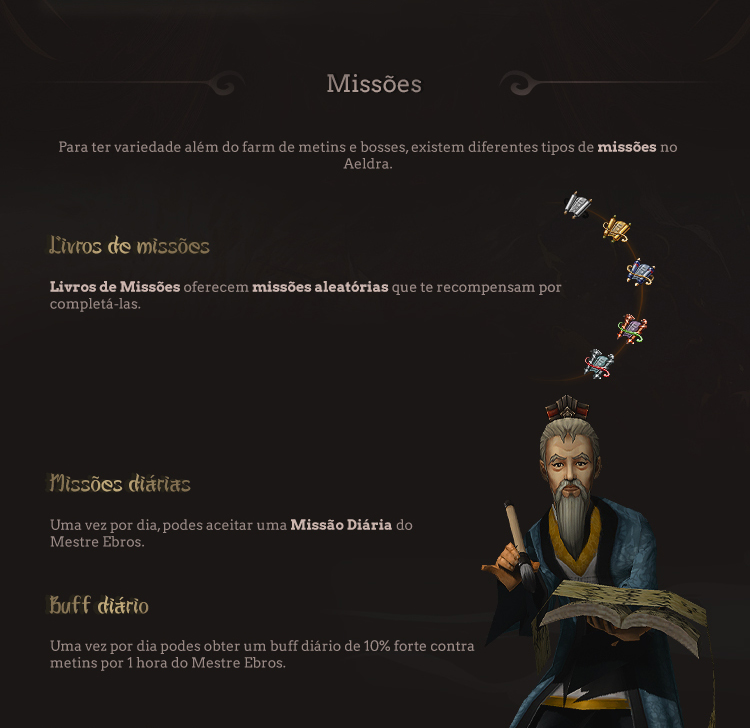 Missões
Para ter variedade além do farm de metins e bosses, existem diferentes tipos de missões no
Aeldra.
Livros de missões
Livros de Missões oferecem missões aleatórias que te recompensam por
completá-las.
Missões diárias
Uma vez por dia, podes aceitar uma Missão Diária do
Mestre Ebros.
Buff diário
Uma vez por dia podes obter um buff diário de 10% forte contra
metins por 1 hora do Mestre Ebros.